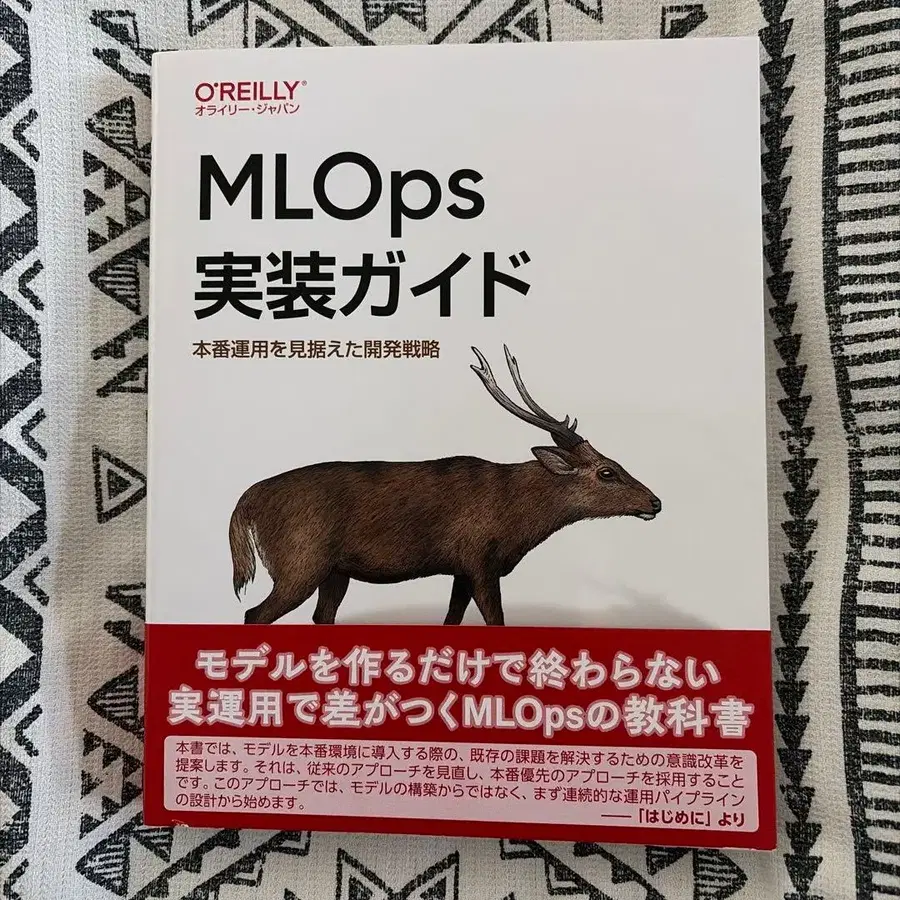 O'REILLY®
オライリー・ジャパン
MLOps
実装ガイド
本番運用を見据えた開発戦略
モデルを作るだけで終わらない
実運用で差がつくMLOpsの教科書
本書では、モデルを本番環境に導入する際の、既存の課題を解決するための意識改革を
提案します。それは、従来のアプローチを見直し、本番優先のアプローチを採用すること
です。このアプローチでは、モデルの構築からではなく、まず連続的な運用パイプライン
の設計から始めます。
――「はじめに」より